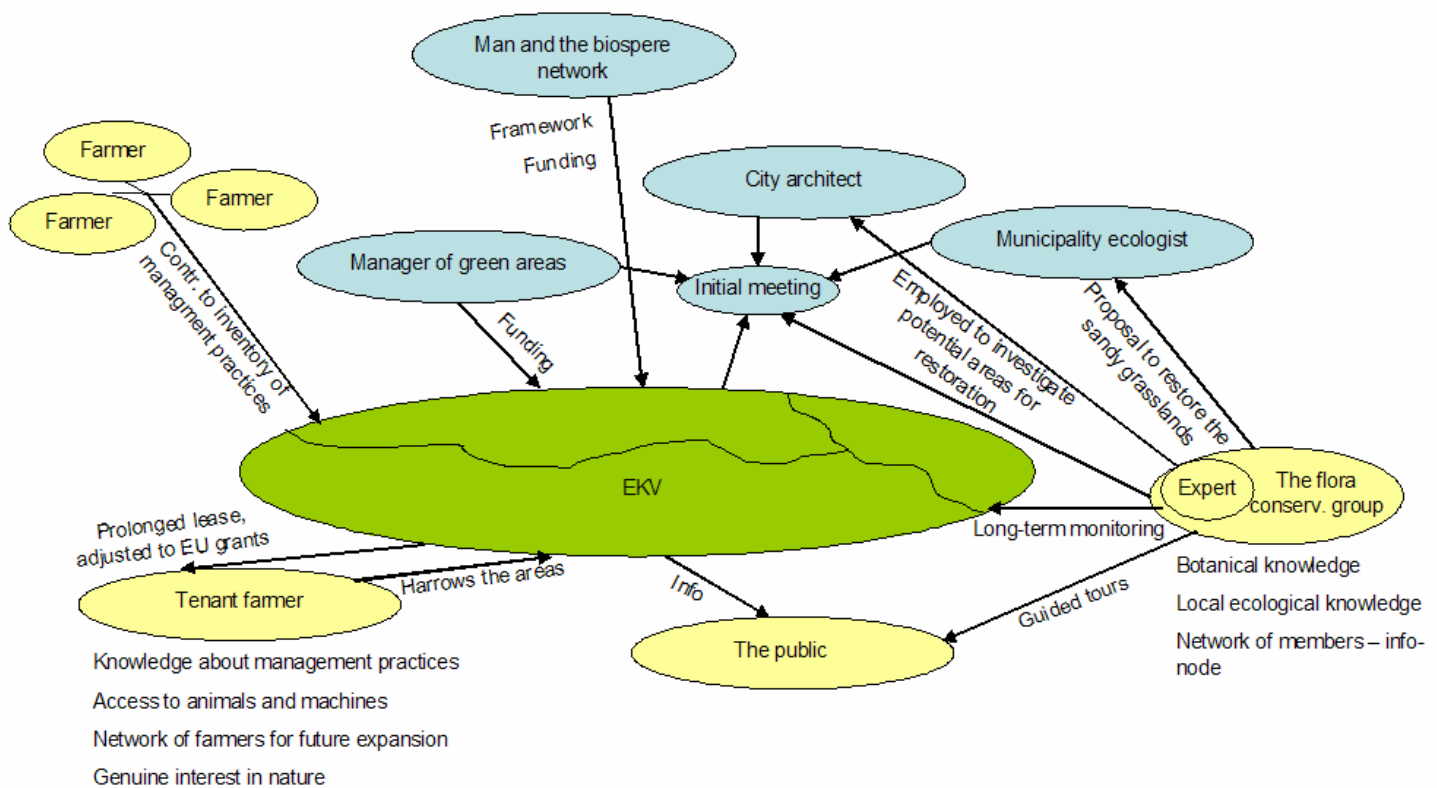 Man and the biospere
network
Framework
Funding
Farmer
Farmer
Farmer
City architect
Municipality ecologist
Manager of green areas
Initial meeting
Contr. to inventory of
managment practices
Funding
Employed to investigate
potential areas for
restoration
Proposal to restore the
sandy grasslands
EKV
Expert
The flora
conserv. group
Long-term monitoring
Prolonged lease,
adjusted to EU grants
Harrows the areas
Tenant farmer
Info
Guided tours
The public
Botanical knowledge
Local ecological knowledge
Network of members – info-
node
Knowledge about management practices
Access to animals and machines
Network of farmers for future expansion
Genuine interest in nature